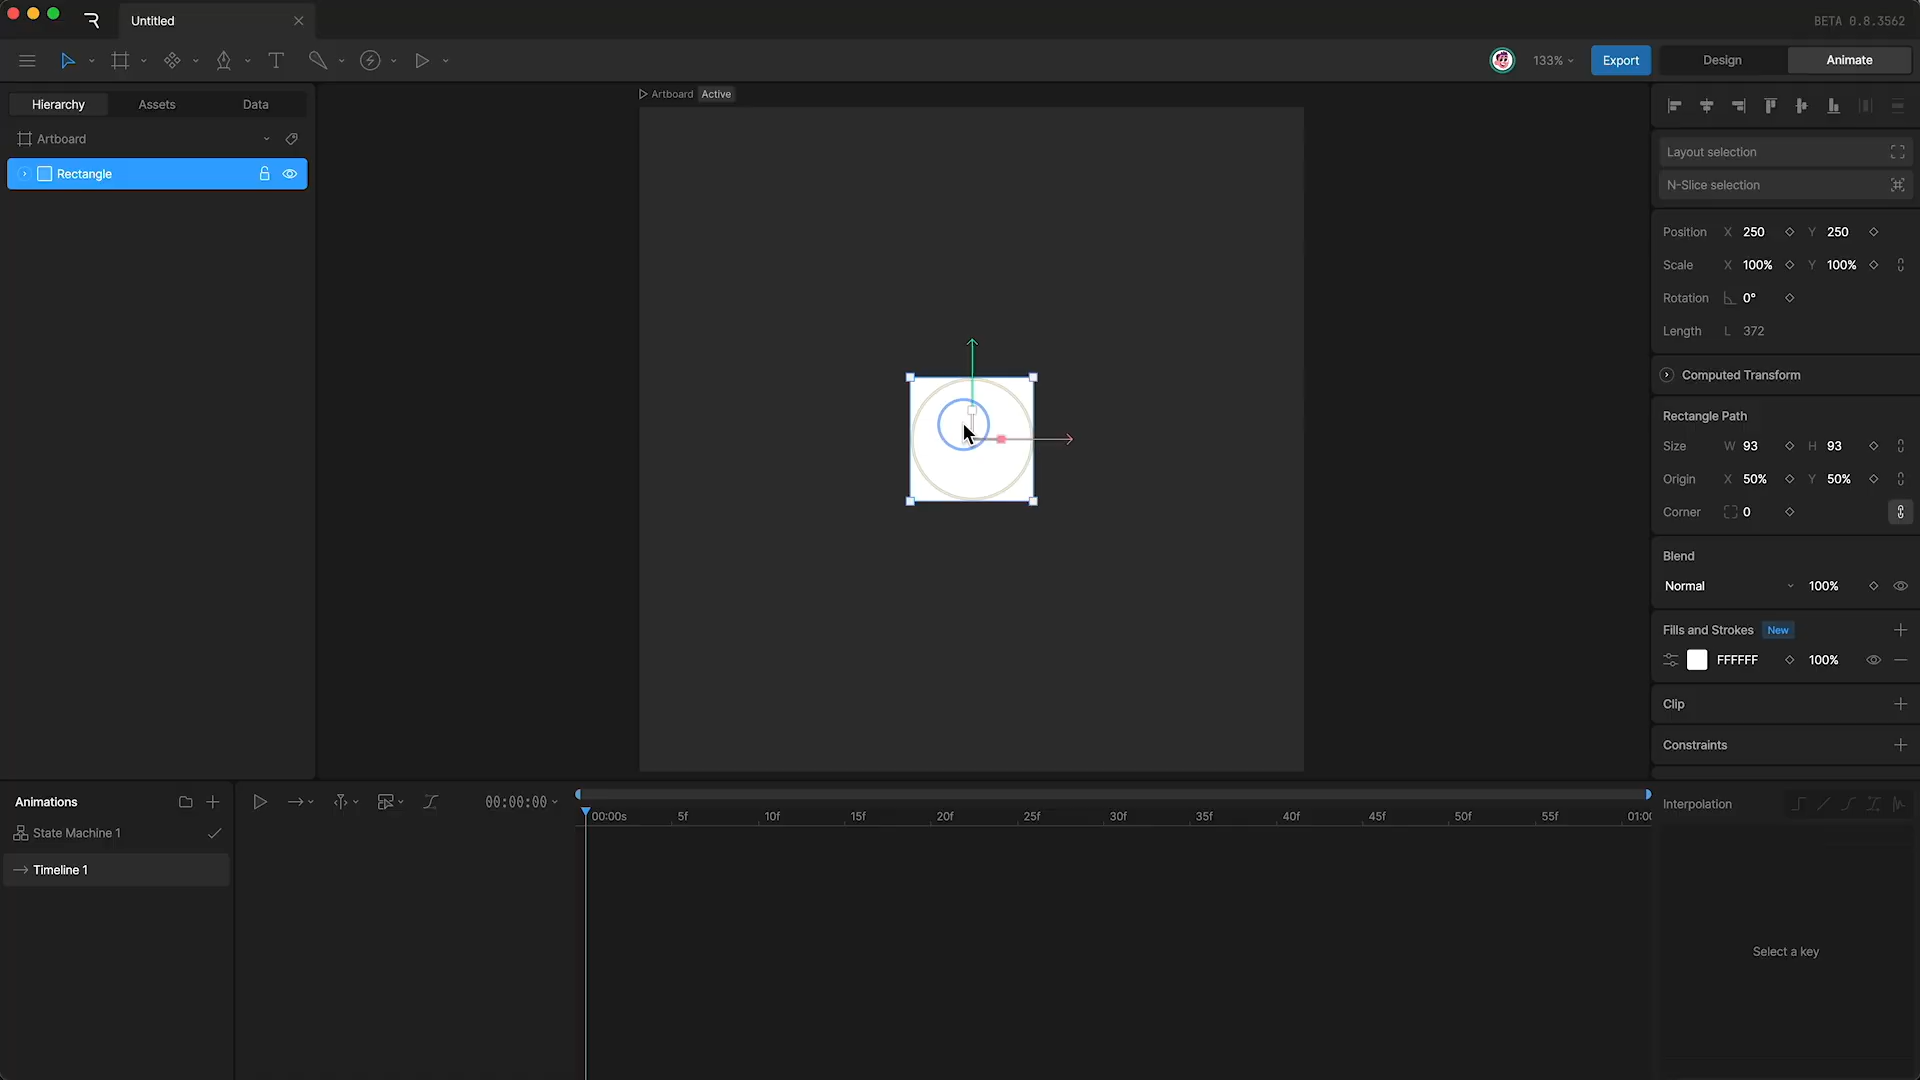 Untitled
BETA 0.8.3562
133%
Export
Design
Animate
Hierarchy
Assets
Data
Artboard
Rectangle
Artboard Active
Layout selection
N-Slice selection
Position X 250 Y 250
Scale X 100% Y 100%
Rotation 0°
Length L 372
Computed Transform
Rectangle Path
Size W 93 H 93
Origin X 50% Y 50%
Corner 0
Blend
Normal 100%
Fills and Strokes New
FFFFFF 100%
Clip
Constraints
Animations
State Machine 1
Timeline 1
00:00:00
00:00s 5f 10f 15f 20f 25f 30f 35f 40f 45f 50f 55f 01:00
Interpolation
Select a key